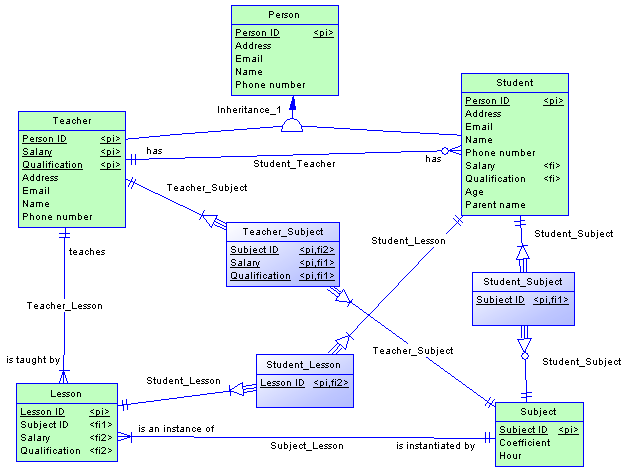 Person
Person ID <pi>
Address
Email
Name
Phone number
Inheritance_1
Teacher
Person ID <pi>
Salary <pi>
Qualification <pi>
Address
Email
Name
Phone number
Student
Person ID <pi>
Address
Email
Name
Phone number
Salary <fi>
Qualification <fi>
Age
Parent name
has
Student_Teacher
has
Teacher_Subject
Teacher_Subject
Subject ID <pi,fi2>
Salary <pi,fi1>
Qualification <pi,fi1>
Student_Lesson
Student_Subject
Student_Subject
Subject ID <pi,fi1>
Student_Subject
teaches
Teacher_Lesson
is taught by
Student_Lesson
Student_Lesson
Lesson ID <pi,fi2>
Teacher_Subject
Lesson
Lesson ID <pi>
Subject ID <fi1>
Salary <fi2>
Qualification <fi2>
is an instance of
Subject_Lesson
is instantiated by
Subject
Subject ID <pi>
Coefficient
Hour